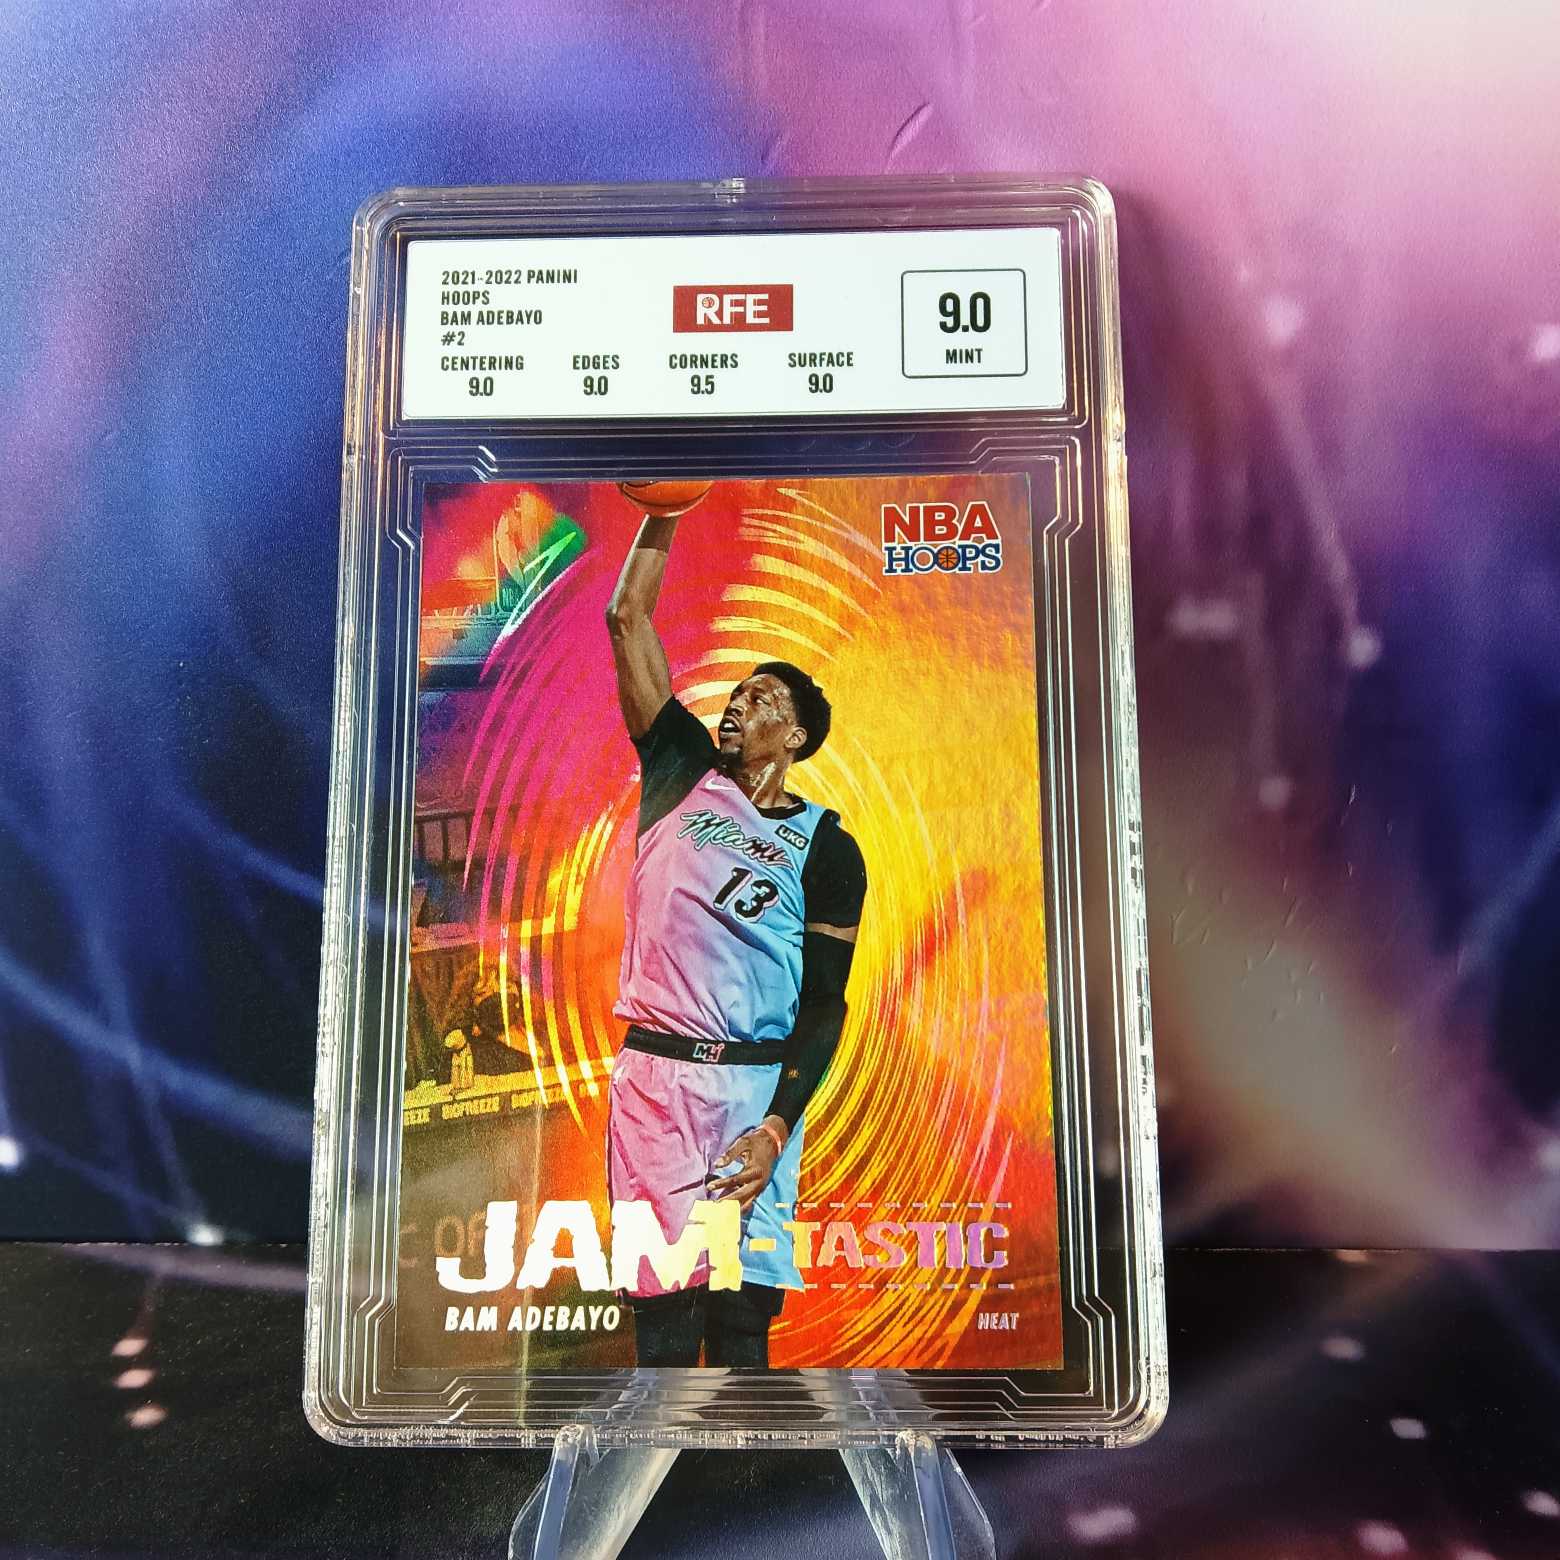 2021-2022 PANINI
HOOPS
BAM ADEBAYO
#2
RFE
9.0
MINT
CENTERING EDGES CORNERS SURFACE
9.0 9.0 9.5 9.0
NBA
HOOPS
UKG
Miami
13
JAM-TASTIC
BAM ADEBAYO
HEAT